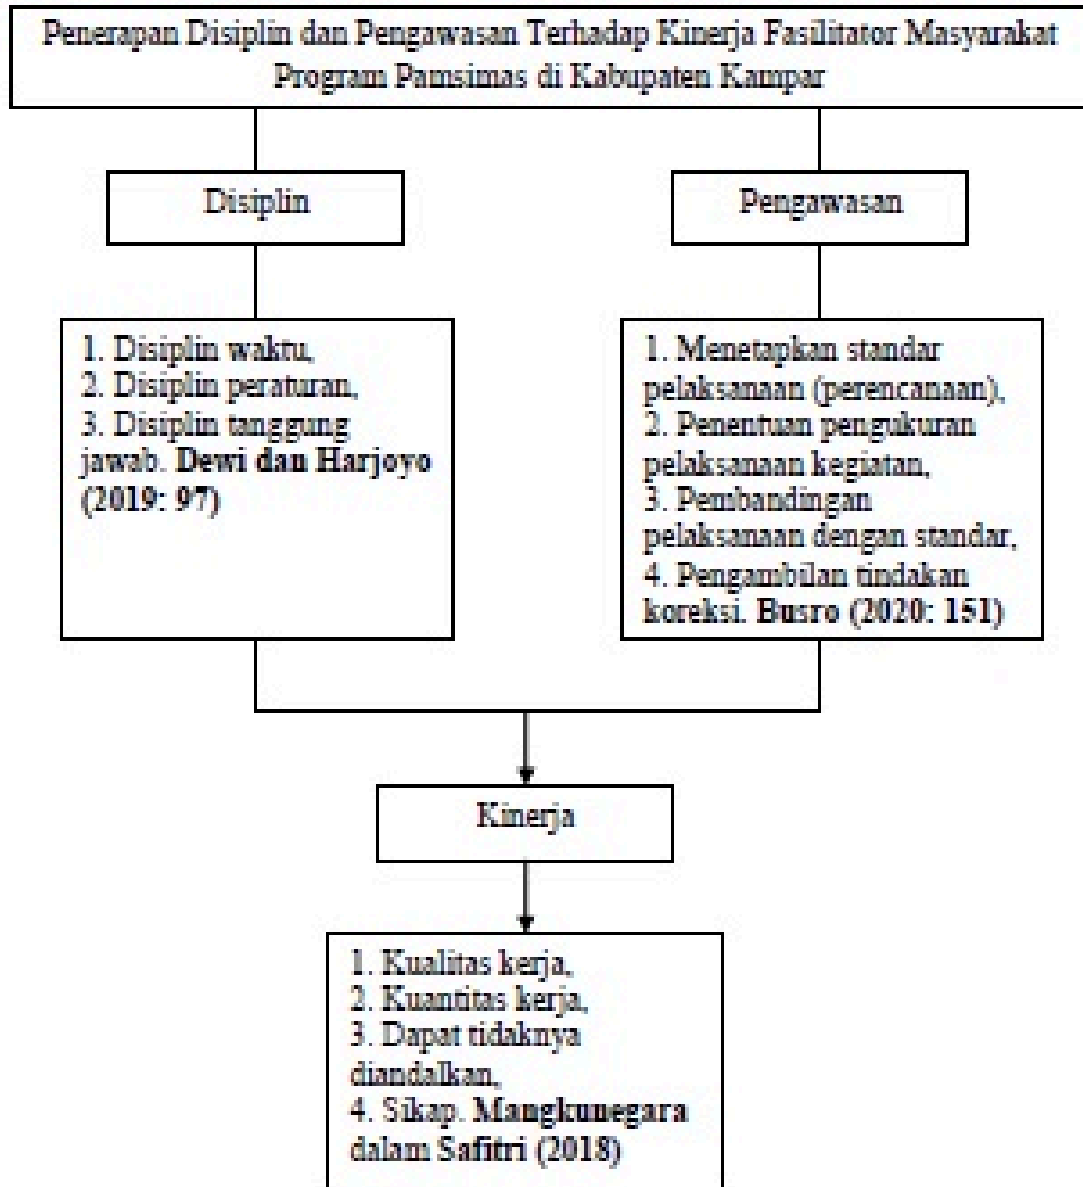 Penerapan Disiplin dan Pengawasan Terhadap Kinerja Fasilitator Masyarakat
Program Pamsimas di Kabupaten Kampar
Disiplin
Pengawasan
1. Disiplin waktu,
2. Disiplin peraturan,
3. Disiplin tanggung
jawab. Dewi dan Harjoyo
(2019: 97)
1. Menetapkan standar
pelaksanaan (perencanaan),
2. Penentuan pengukuran
pelaksanaan kegiatan,
3. Pembandingan
pelaksanaan dengan standar,
4. Pengambilan tindakan
koreksi. Busro (2020: 151)
Kinerja
1. Kualitas kerja,
2. Kuantitas kerja,
3. Dapat tidaknya
diandalkan,
4. Sikap. Mangkunegara
dalam Safitri (2018)